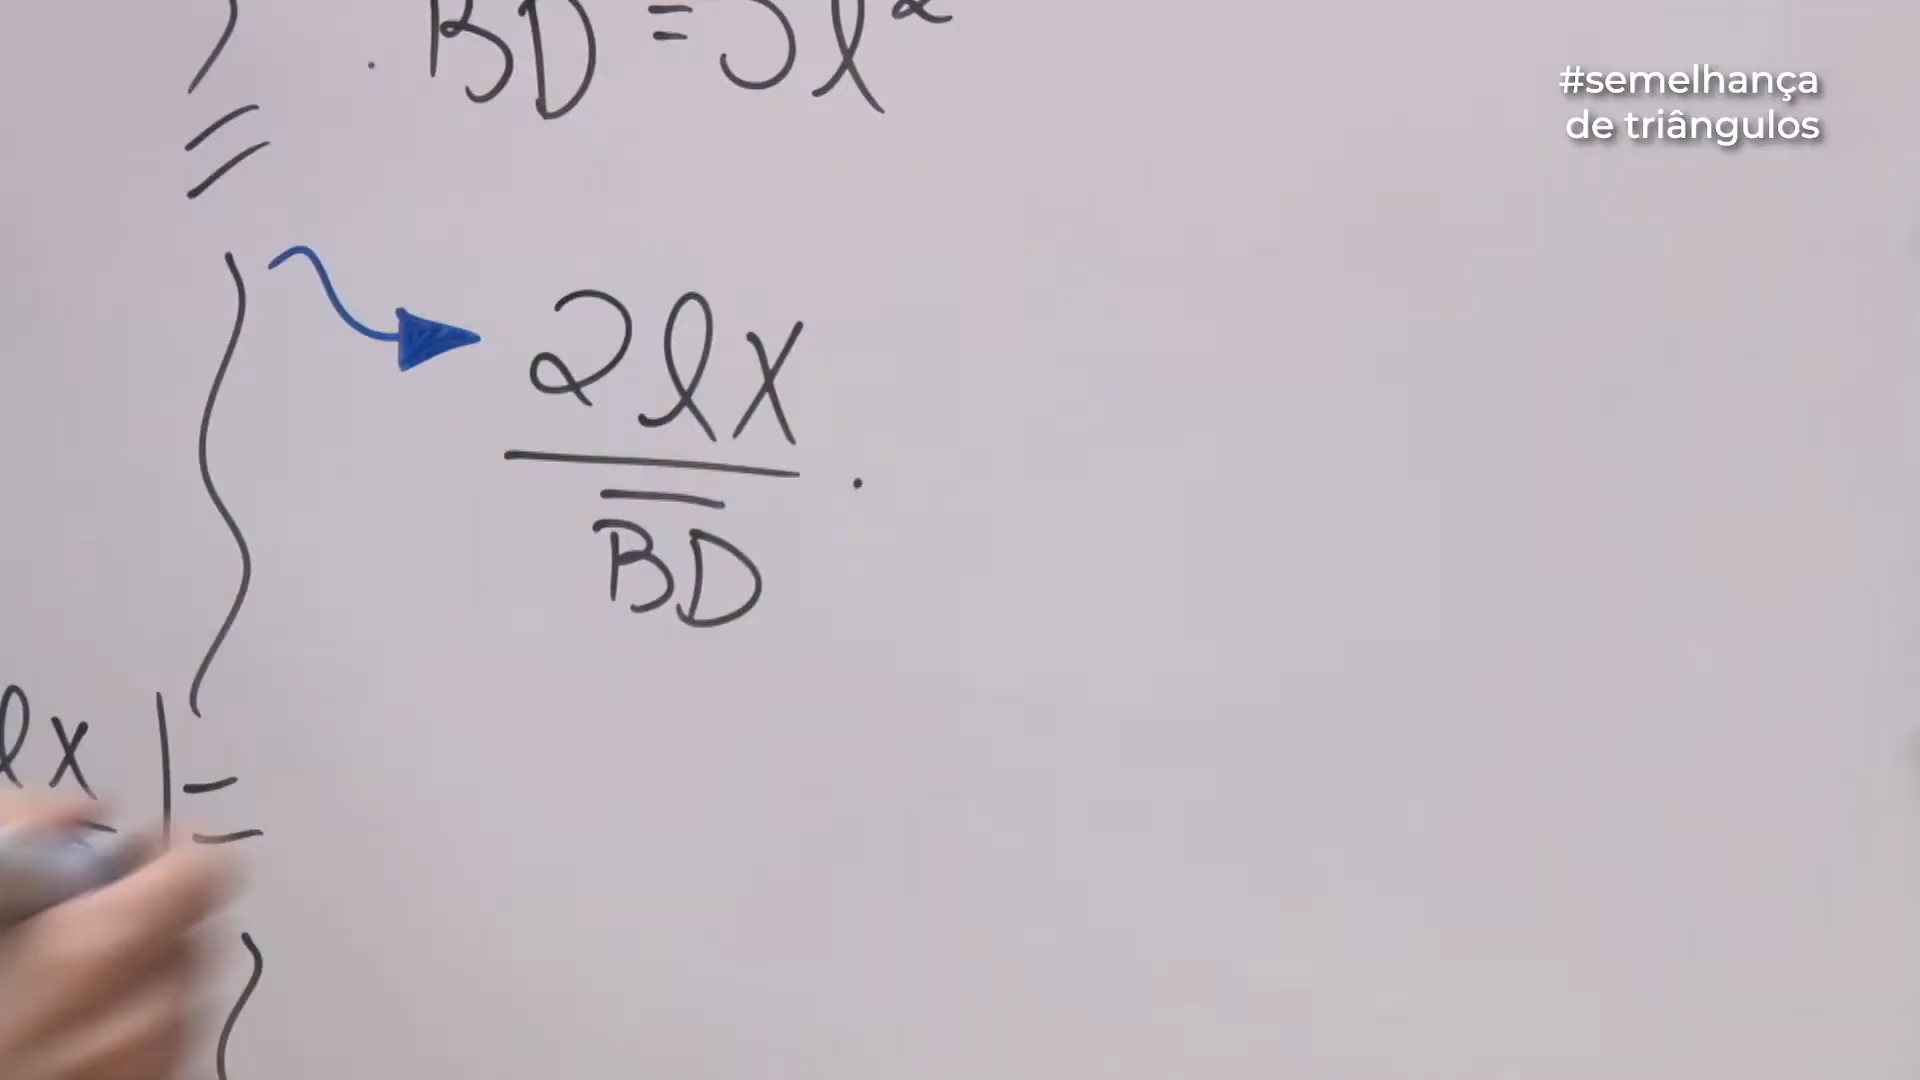 BD = 5ℓ²
#semelhança
de triângulos
2ℓx
BD
ℓx =